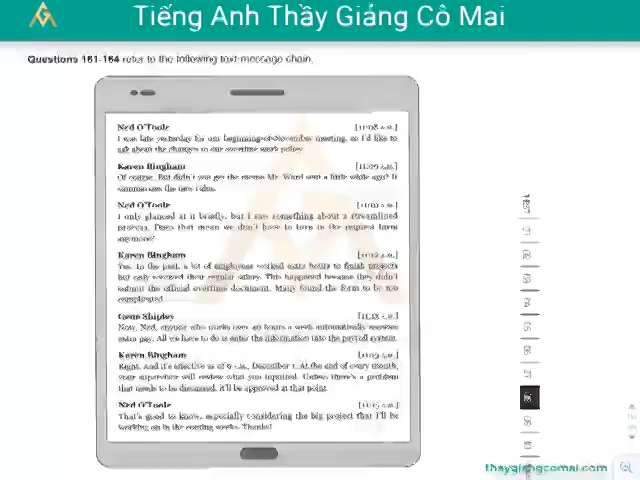 Tiếng Anh Thầy Giảng Cô Mai
Questions 161-164 refer to the following text-message chain.
Ned O'Toole [11:08 A.M.]
I was late yesterday for our beginning-of-November meeting, so I'd like to
talk about the changes to our overtime work policy.
Karen Bingham [11:09 A.M.]
Of course. But didn't you get the memo Mr. Ward sent a little while ago? It
summarizes the new rules.
Ned O'Toole
I only glanced at it briefly, but I saw something about a streamlined
process. Does that mean we don't have to turn in the required forms
anymore?
Karen Bingham [11:12 A.M.]
Yes. In the past, a lot of employees worked extra hours to finish projects
but only received their regular salary. This happened because they didn't
submit the official overtime document. Many found the form to be too
complicated.
Gene Shipley
Now, Ned, anyone who works over 40 hours a week automatically receives
extra pay. All we have to do is enter the information into the payroll system.
Karen Bingham
Right. And it's effective as of December 1. At the end of every month,
your supervisor will review what you inputted. Unless there's a problem
that needs to be discussed, it'll be approved at that point.
Ned O'Toole
That's good to know, especially considering the big project that I'll be
working on in the coming weeks. Thanks!
thaygiangcomai.com